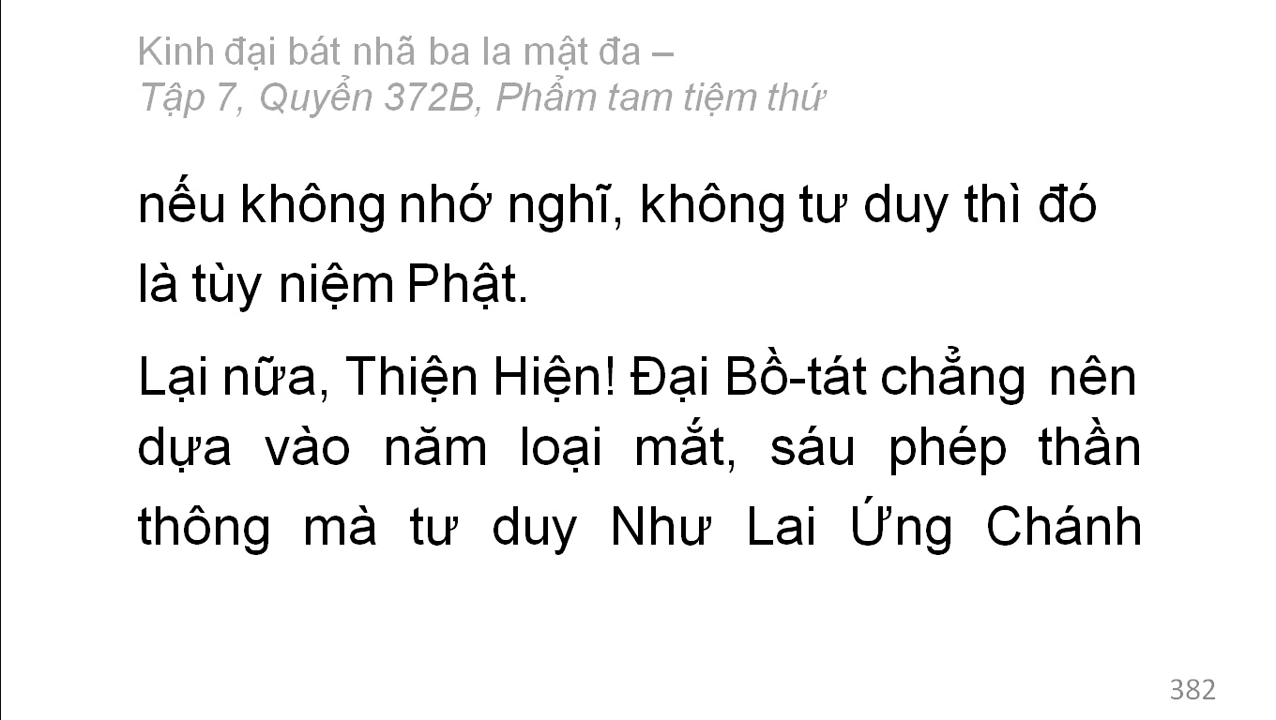 Kinh đại bát nhã ba la mật đa –
Tập 7, Quyển 372B, Phẩm tam tiệm thứ
nếu không nhớ nghĩ, không tư duy thì đó
là tùy niệm Phật.
Lại nữa, Thiện Hiện! Đại Bồ-tát chẳng nên
dựa vào năm loại mắt, sáu phép thần
thông mà tư duy Như Lai Ứng Chánh
382